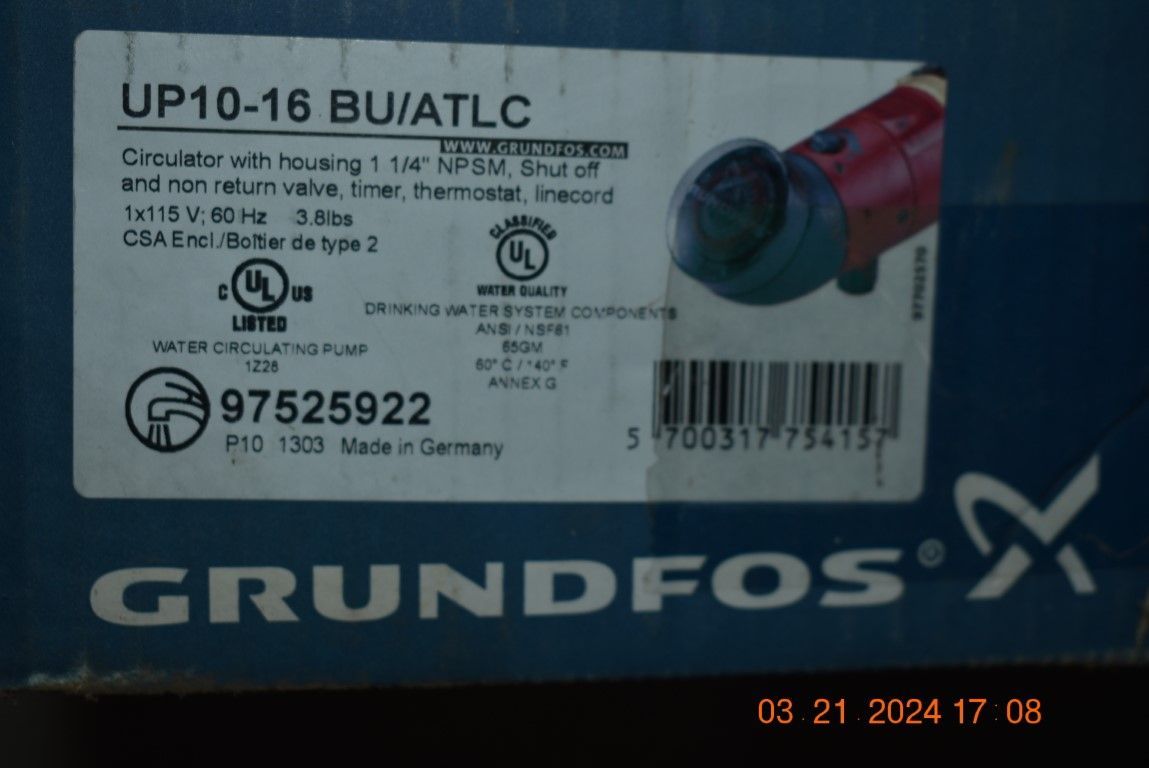 UP10-16 BU/ATLC
WWW.GRUNDFOS.COM
Circulator with housing 1 1/4" NPSM, Shut off
and non return valve, timer, thermostat, linecord
1x115 V; 60 Hz 3.8lbs
CSA Encl./Boîtier de type 2
C UL US
LISTED
WATER CIRCULATING PUMP
1Z28
CLASSIFIED
UL
WATER QUALITY
DRINKING WATER SYSTEM COMPONENTS
ANSI / NSF61
65GM
60° C / 140° F
ANNEX G
97525922
P10 1303 Made in Germany
5 700317 754157
GRUNDFOS®
03.21.2024 17:08